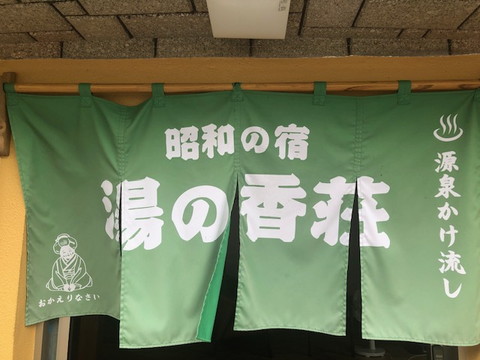 昭和の宿
湯の香荘
♨源泉かけ流し
おかえりなさい